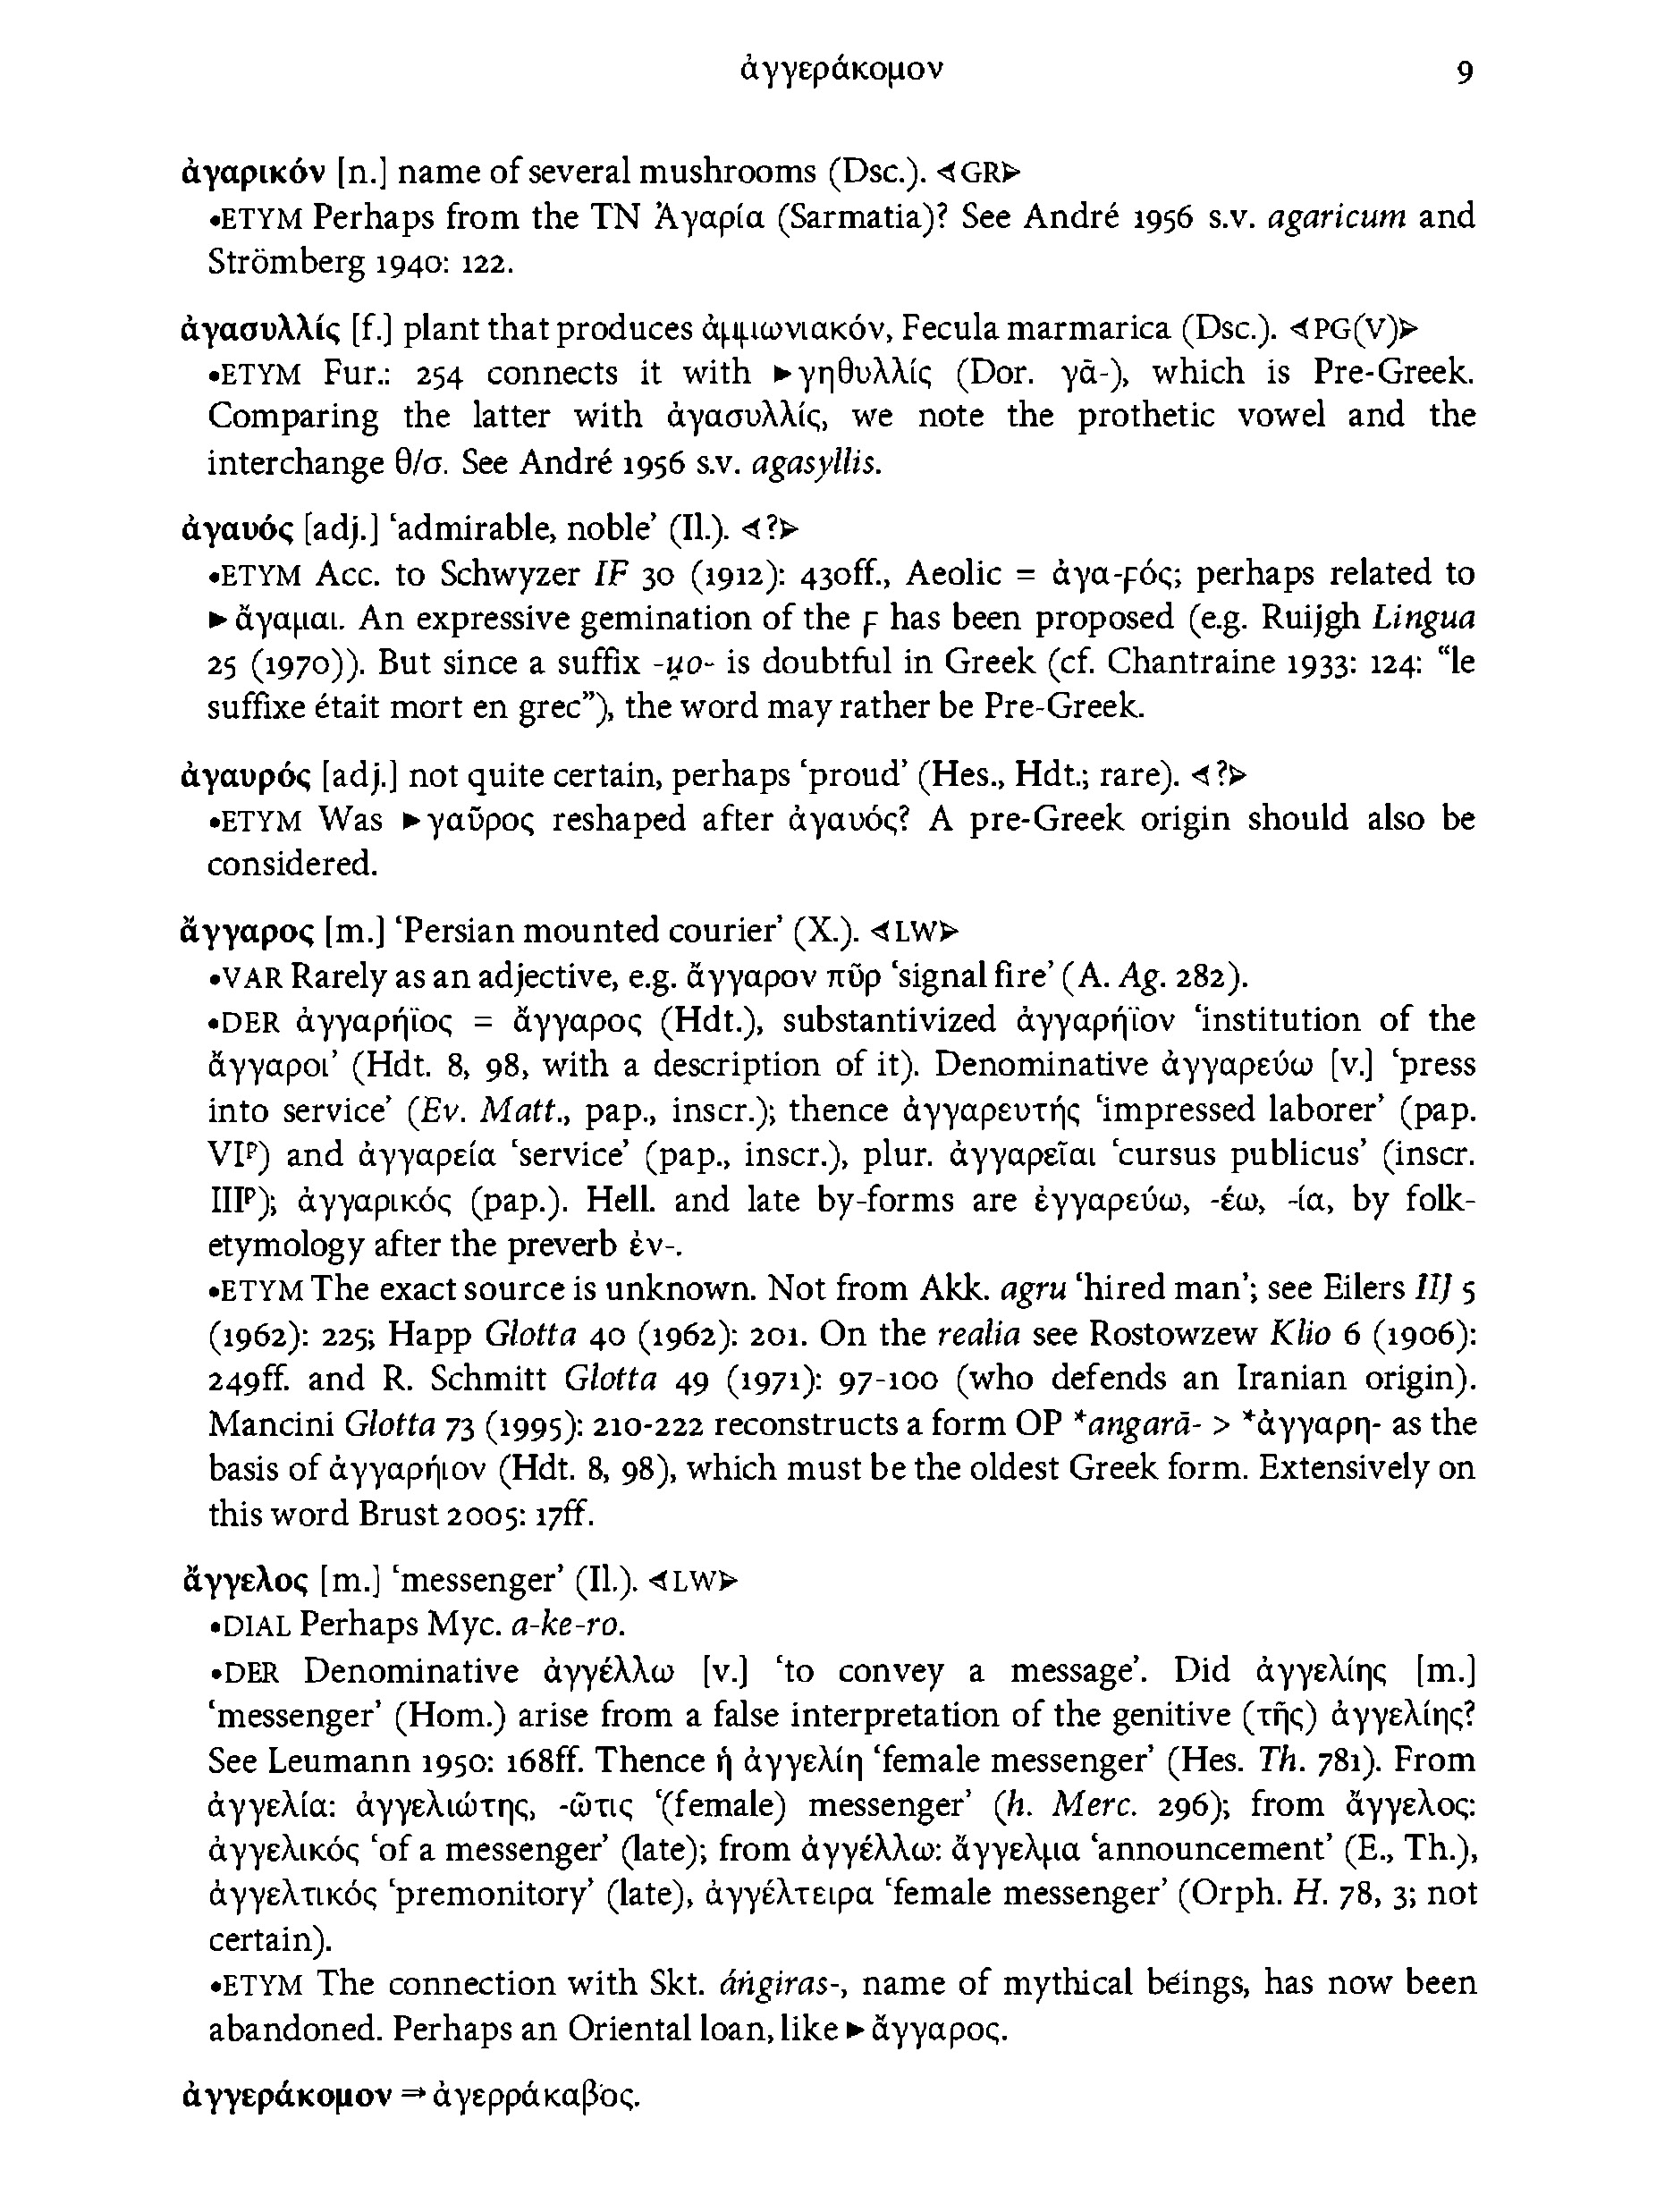 ἀγγεράκομον 9
ἀγαρικόν [n.] name of several mushrooms (Dsc.). ⊲GR⊳
•ETYM Perhaps from the TN Ἀγαρία (Sarmatia)? See André 1956 s.v. agaricum and
Strömberg 1940: 122.
ἀγασυλλίς [f.] plant that produces ἀμμωνιακόν, Fecula marmarica (Dsc.). ⊲PG(V)⊳
•ETYM Fur.: 254 connects it with ►γηθυλλίς (Dor. γᾱ-), which is Pre-Greek.
Comparing the latter with ἀγασυλλίς, we note the prothetic vowel and the
interchange θ/σ. See André 1956 s.v. agasyllis.
ἀγαυός [adj.] ‘admirable, noble’ (Il.). ⊲?⊳
•ETYM Acc. to Schwyzer IF 30 (1912): 430ff., Aeolic = ἀγα-ϝός; perhaps related to
►ἄγαμαι. An expressive gemination of the ϝ has been proposed (e.g. Ruijgh Lingua
25 (1970)). But since a suffix -u̯o- is doubtful in Greek (cf. Chantraine 1933: 124: “le
suffixe était mort en grec”), the word may rather be Pre-Greek.
ἀγαυρός [adj.] not quite certain, perhaps ‘proud’ (Hes., Hdt.; rare). ⊲?⊳
•ETYM Was ►γαῦρος reshaped after ἀγαυός? A pre-Greek origin should also be
considered.
ἄγγαρος [m.] ‘Persian mounted courier’ (X.). ⊲LW⊳
•VAR Rarely as an adjective, e.g. ἄγγαρον πῦρ ‘signal fire’ (A. Ag. 282).
•DER ἀγγαρήϊος = ἄγγαρος (Hdt.), substantivized ἀγγαρήϊον ‘institution of the
ἄγγαροι’ (Hdt. 8, 98, with a description of it). Denominative ἀγγαρεύω [v.] ‘press
into service’ (Ev. Matt., pap., inscr.); thence ἀγγαρευτής ‘impressed laborer’ (pap.
VIᵖ) and ἀγγαρεία ‘service’ (pap., inscr.), plur. ἀγγαρεῖαι ‘cursus publicus’ (inscr.
IIIᵖ); ἀγγαρικός (pap.). Hell. and late by-forms are ἐγγαρεύω, -έω, -ία, by folk-
etymology after the preverb ἐν-.
•ETYM The exact source is unknown. Not from Akk. agru ‘hired man’; see Eilers IIJ 5
(1962): 225; Happ Glotta 40 (1962): 201. On the realia see Rostowzew Klio 6 (1906):
249ff. and R. Schmitt Glotta 49 (1971): 97-100 (who defends an Iranian origin).
Mancini Glotta 73 (1995): 210-222 reconstructs a form OP *angarā- > *ἀγγαρη- as the
basis of ἀγγαρήιον (Hdt. 8, 98), which must be the oldest Greek form. Extensively on
this word Brust 2005: 17ff.
ἄγγελος [m.] ‘messenger’ (Il.). ⊲LW⊳
•DIAL Perhaps Myc. a-ke-ro.
•DER Denominative ἀγγέλλω [v.] ‘to convey a message’. Did ἀγγελίης [m.]
‘messenger’ (Hom.) arise from a false interpretation of the genitive (τῆς) ἀγγελίης?
See Leumann 1950: 168ff. Thence ἡ ἀγγελίη ‘female messenger’ (Hes. Th. 781). From
ἀγγελία: ἀγγελιώτης, -ῶτις ‘(female) messenger’ (h. Merc. 296); from ἄγγελος:
ἀγγελικός ‘of a messenger’ (late); from ἀγγέλλω: ἄγγελμα ‘announcement’ (E., Th.),
ἀγγελτικός ‘premonitory’ (late), ἀγγέλτειρα ‘female messenger’ (Orph. H. 78, 3; not
certain).
•ETYM The connection with Skt. áṅgiras-, name of mythical beings, has now been
abandoned. Perhaps an Oriental loan, like ►ἄγγαρος.
ἀγγεράκομον ⇒ ἀγερράκαβος.